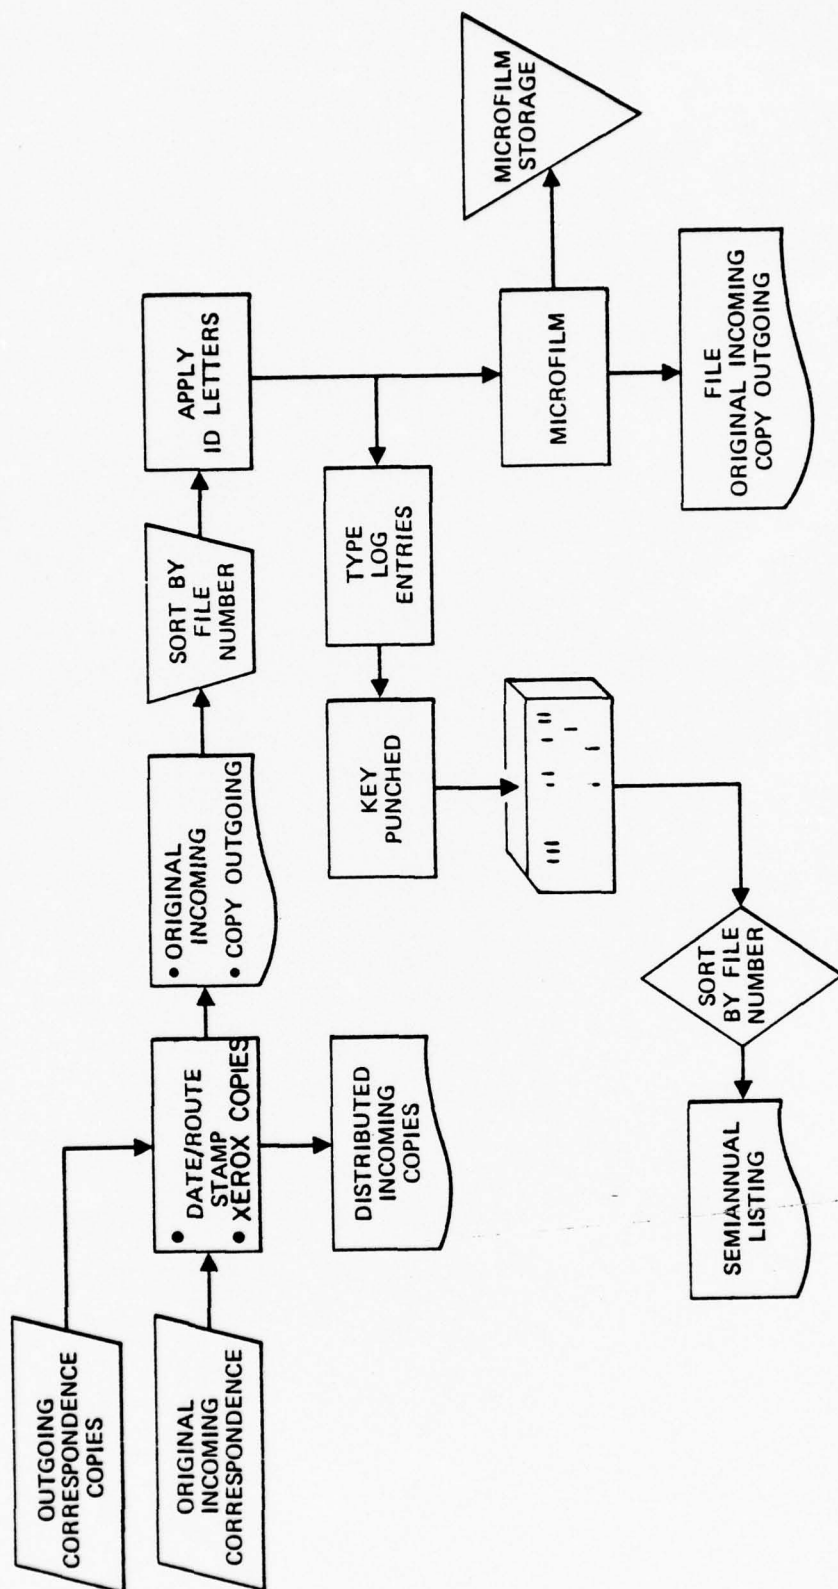 OUTGOING
CORRESPONDENCE
COPIES
ORIGINAL
INCOMING
CORRESPONDENCE
• DATE/ROUTE
STAMP
• XEROX COPIES
DISTRIBUTED
INCOMING
COPIES
• ORIGINAL
INCOMING
• COPY OUTGOING
SORT BY
FILE
NUMBER
APPLY
ID LETTERS
TYPE
LOG
ENTRIES
KEY
PUNCHED
SORT
BY FILE
NUMBER
SEMIANNUAL
LISTING
MICROFILM
MICROFILM
STORAGE
FILE
ORIGINAL INCOMING
COPY OUTGOING